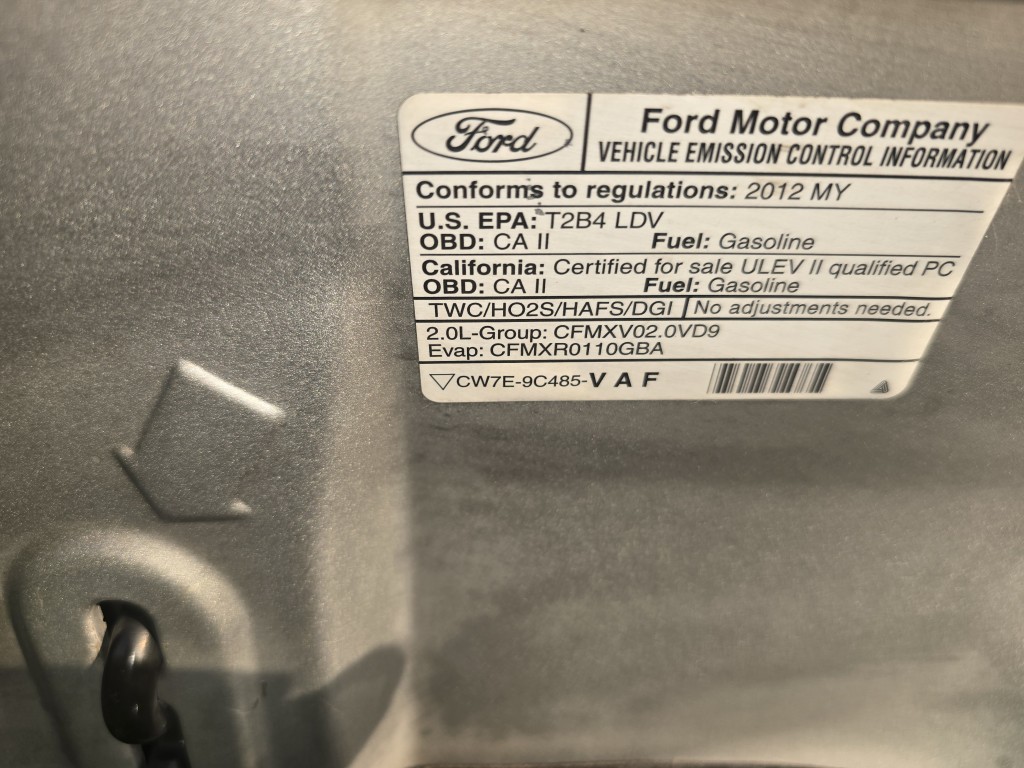 Ford
Ford Motor Company
VEHICLE EMISSION CONTROL INFORMATION
Conforms to regulations: 2012 MY
U.S. EPA: T2B4 LDV
OBD: CA II Fuel: Gasoline
California: Certified for sale ULEV II qualified PC
OBD: CA II Fuel: Gasoline
TWC/HO2S/HAFS/DGI No adjustments needed.
2.0L-Group: CFMXV02.0VD9
Evap: CFMXR0110GBA
▽CW7E-9C485-VAF